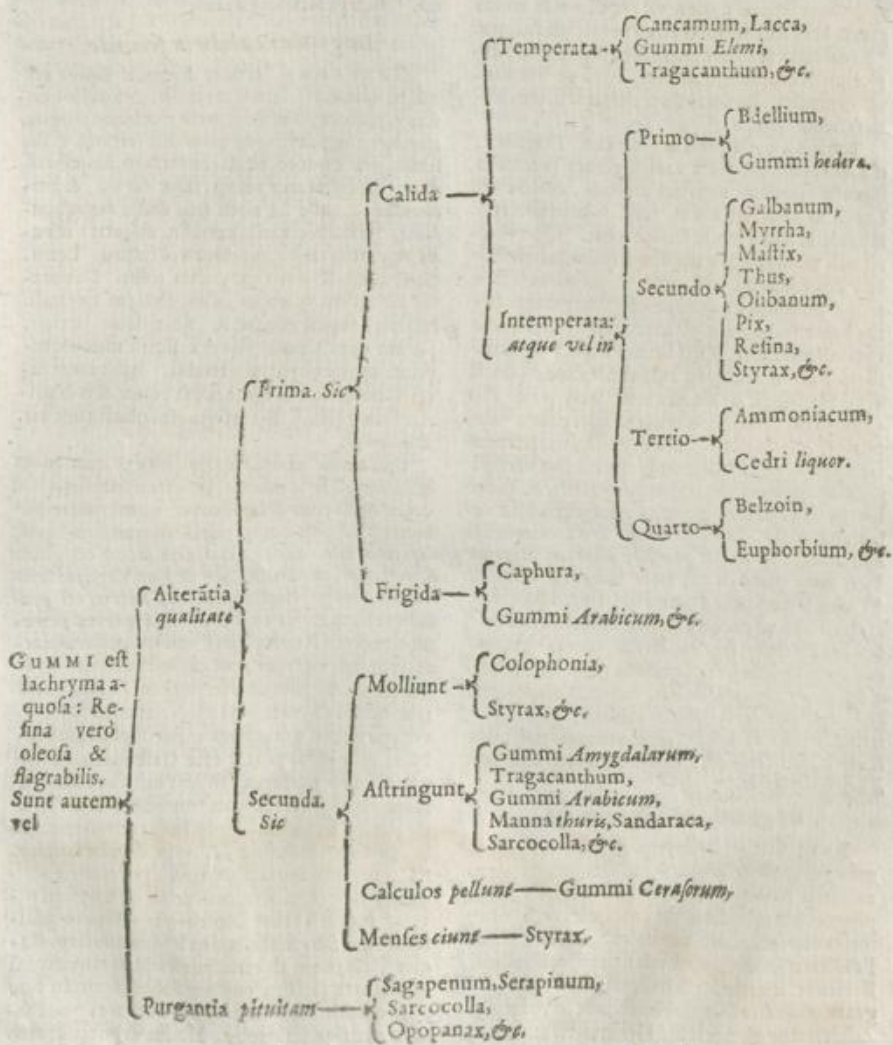 Cancamum, Lacca,
Temperata
Gummi Elemi,
Tragacanthum, &c.
Bdellium,
Primo
Gummi hederæ.
Calida
Galbanum,
Myrrha,
Maſtix,
Thus,
Secundo
Olibanum,
Pix,
Reſina,
Styrax, &c.
Intemperata:
atque vel in
Prima. Sic
Ammoniacum,
Tertio
Cedri liquor.
Belzoin,
Quarto
Euphorbium, &c.
Caphura,
Frigida
Gummi Arabicum, &c.
Alterātia
qualitate
GUMMI eſt
lachryma a-
quoſa: Re-
ſina verò
oleoſa &
flagrabilis.
Sunt autem
vel
Colophonia,
Molliunt
Styrax, &c.
Gummi Amygdalarum,
Tragacanthum,
Aſtringunt
Gummi Arabicum,
Manna thuris, Sandaraca,
Sarcocolla, &c.
Secunda.
Sic
Calculos pellunt Gummi Ceraſorum,
Menſes ciunt Styrax,
Sagapenum, Serapinum,
Purgantia pituitam
Sarcocolla,
Opopanax, &c.